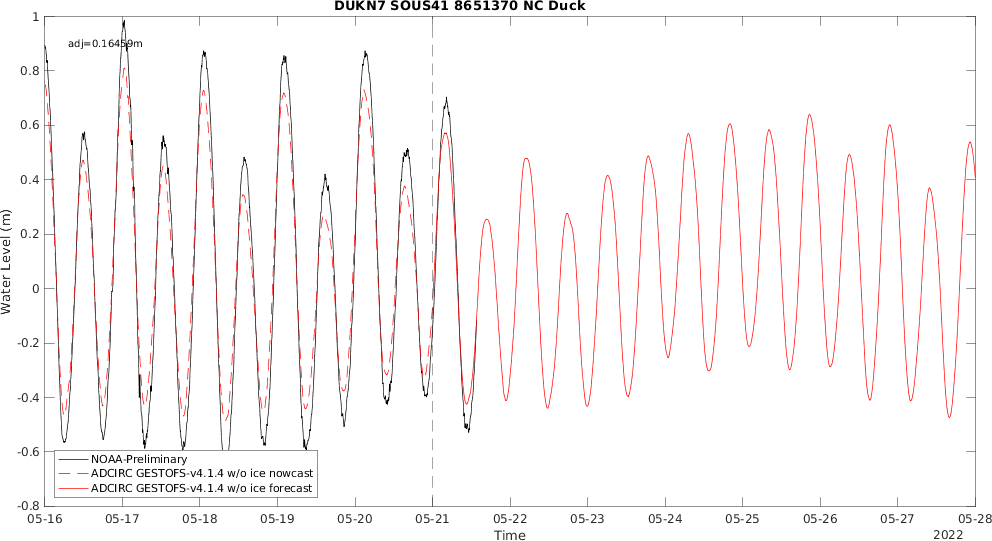 DUKN7 SOUS41 8651370 NC Duck
adj=0.16459m
Water Level (m)
1
0.8
0.6
0.4
0.2
0
-0.2
-0.4
-0.6
-0.8
NOAA-Preliminary
ADCIRC GESTOFS-v4.1.4 w/o ice nowcast
ADCIRC GESTOFS-v4.1.4 w/o ice forecast
05-16 05-17 05-18 05-19 05-20 05-21 05-22 05-23 05-24 05-25 05-26 05-27 05-28
Time
2022